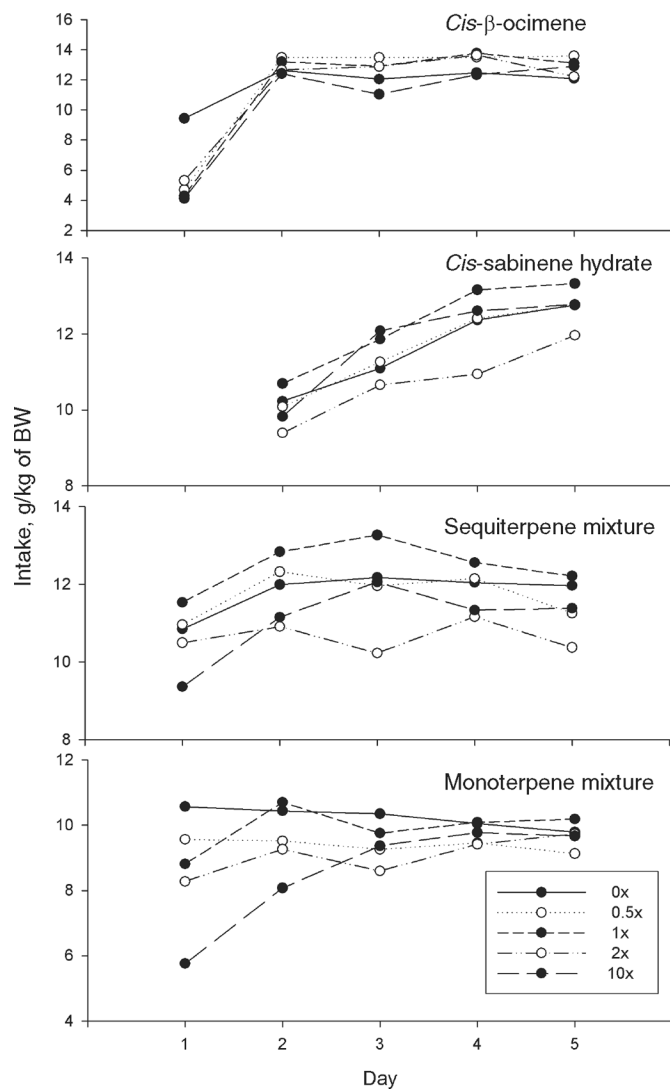 Cis-β-ocimene
16
14
12
10
8
6
4
2
Cis-sabinene hydrate
14
12
10
8
Intake, g/kg of BW
Sequiterpene mixture
14
12
10
8
Monoterpene mixture
12
10
8
6
4
0x
0.5x
1x
2x
10x
1 2 3 4 5
Day